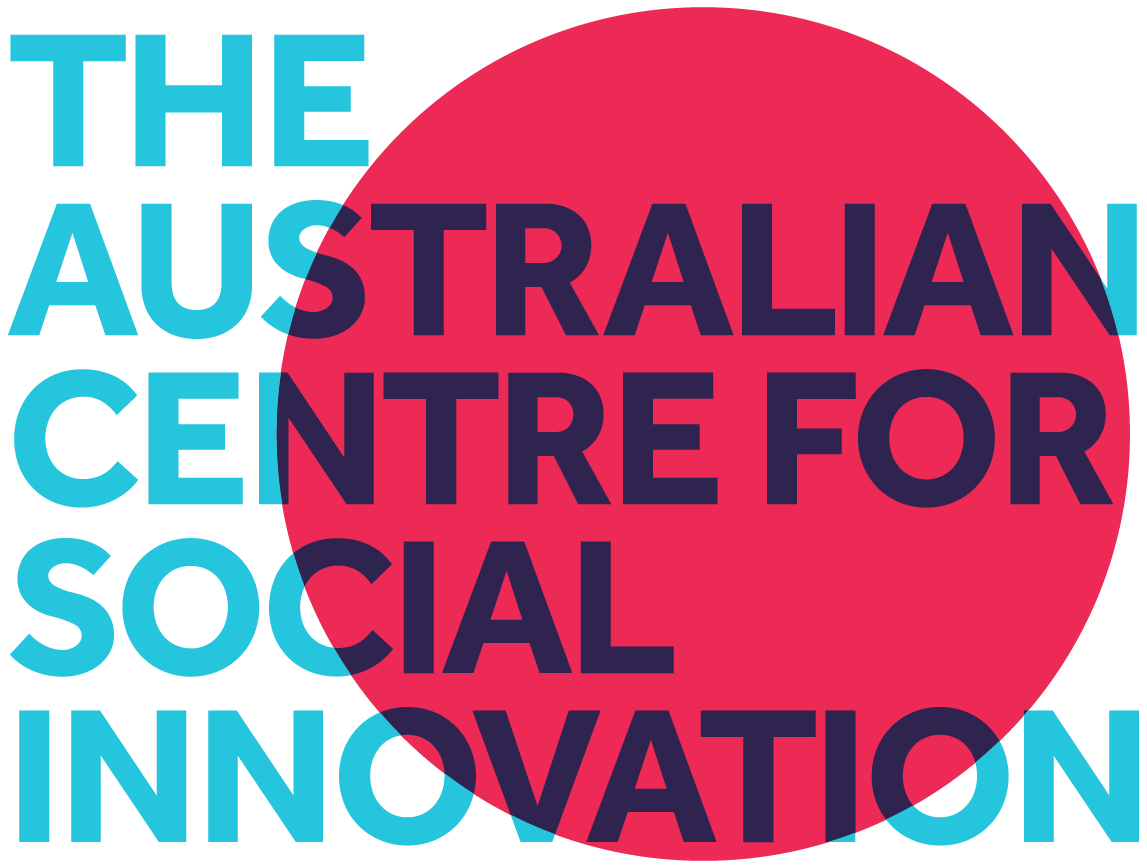 THE
AUSTRALIAN
CENTRE FOR
SOCIAL
INNOVATION